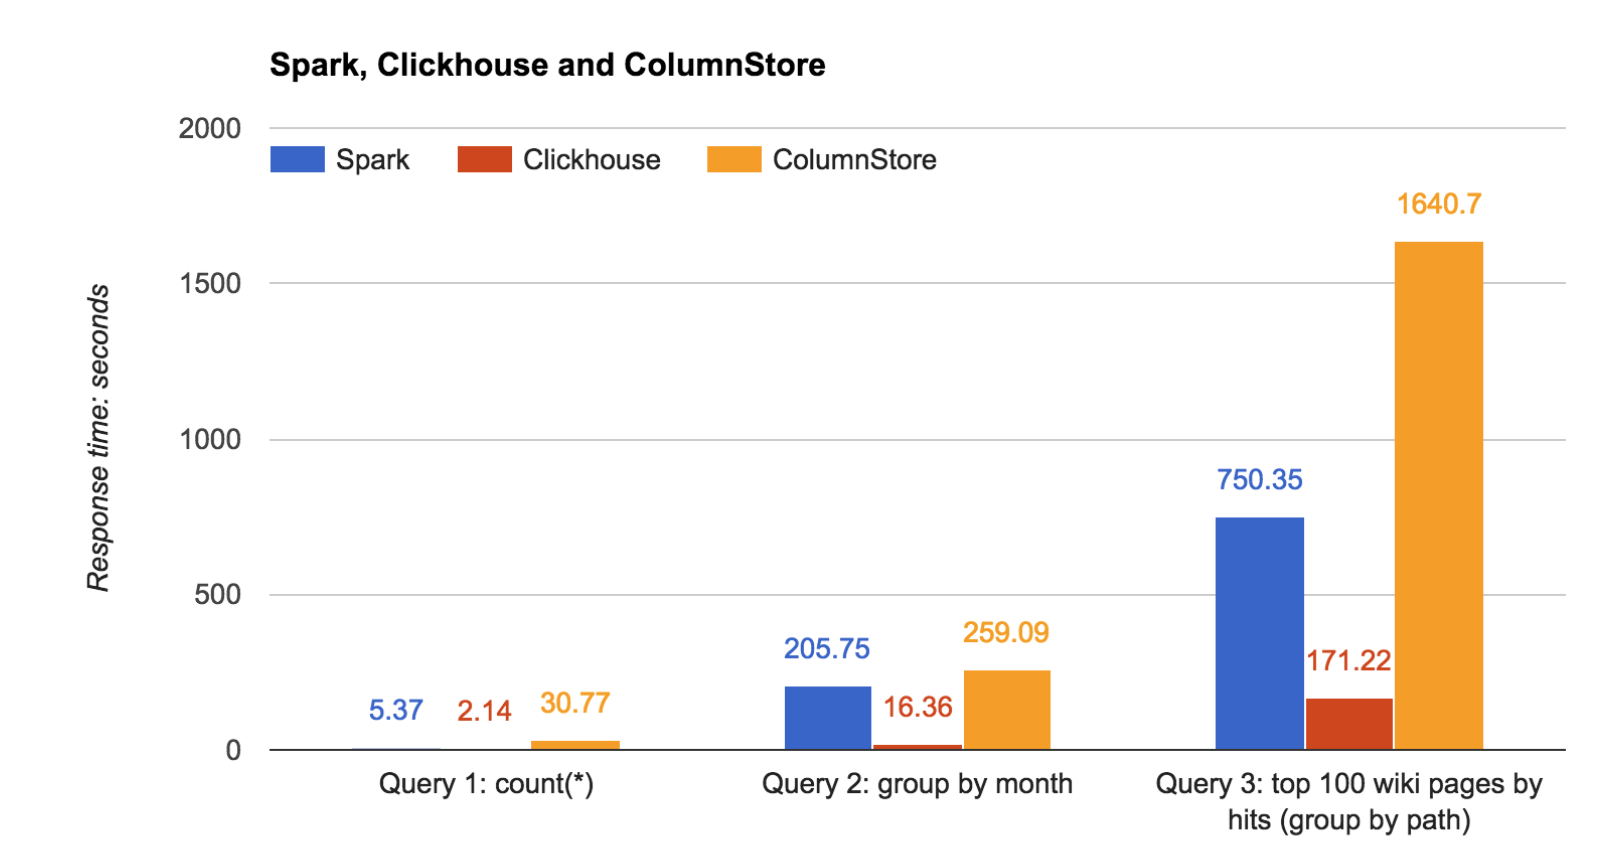 Spark, Clickhouse and ColumnStore
2000
Spark
Clickhouse
ColumnStore
1640.7
1500
Response time: seconds
1000
750.35
500
205.75
16.36
259.09
171.22
5.37
2.14
30.77
0
Query 1: count(*)
Query 2: group by month
Query 3: top 100 wiki pages by
hits (group by path)